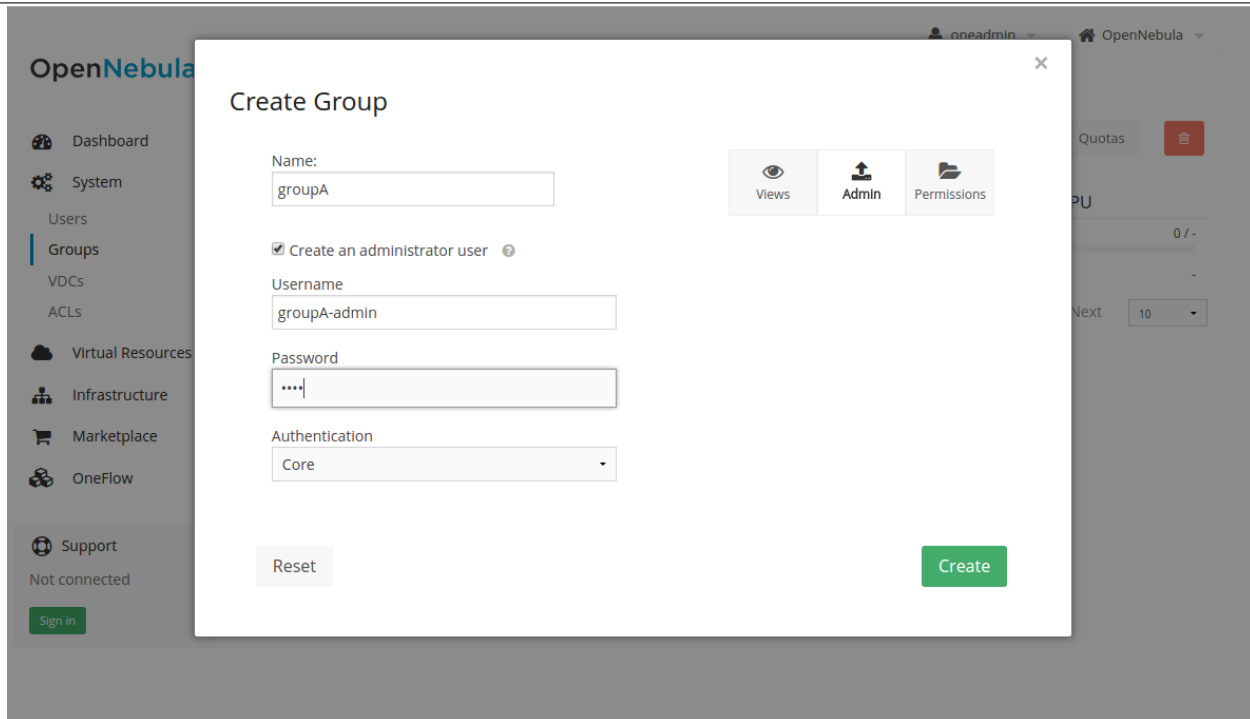 oneadmin
OpenNebula
OpenNebula
Create Group
Dashboard
System
Users
Groups
VDCs
ACLs
Virtual Resources
Infrastructure
Marketplace
OneFlow
Support
Not connected
Sign in
Name:
groupA
Views
Admin
Permissions
Create an administrator user
Username
groupA-admin
Password
••••
Authentication
Core
Reset
Create
Quotas
PU
0 / -
-
Next
10